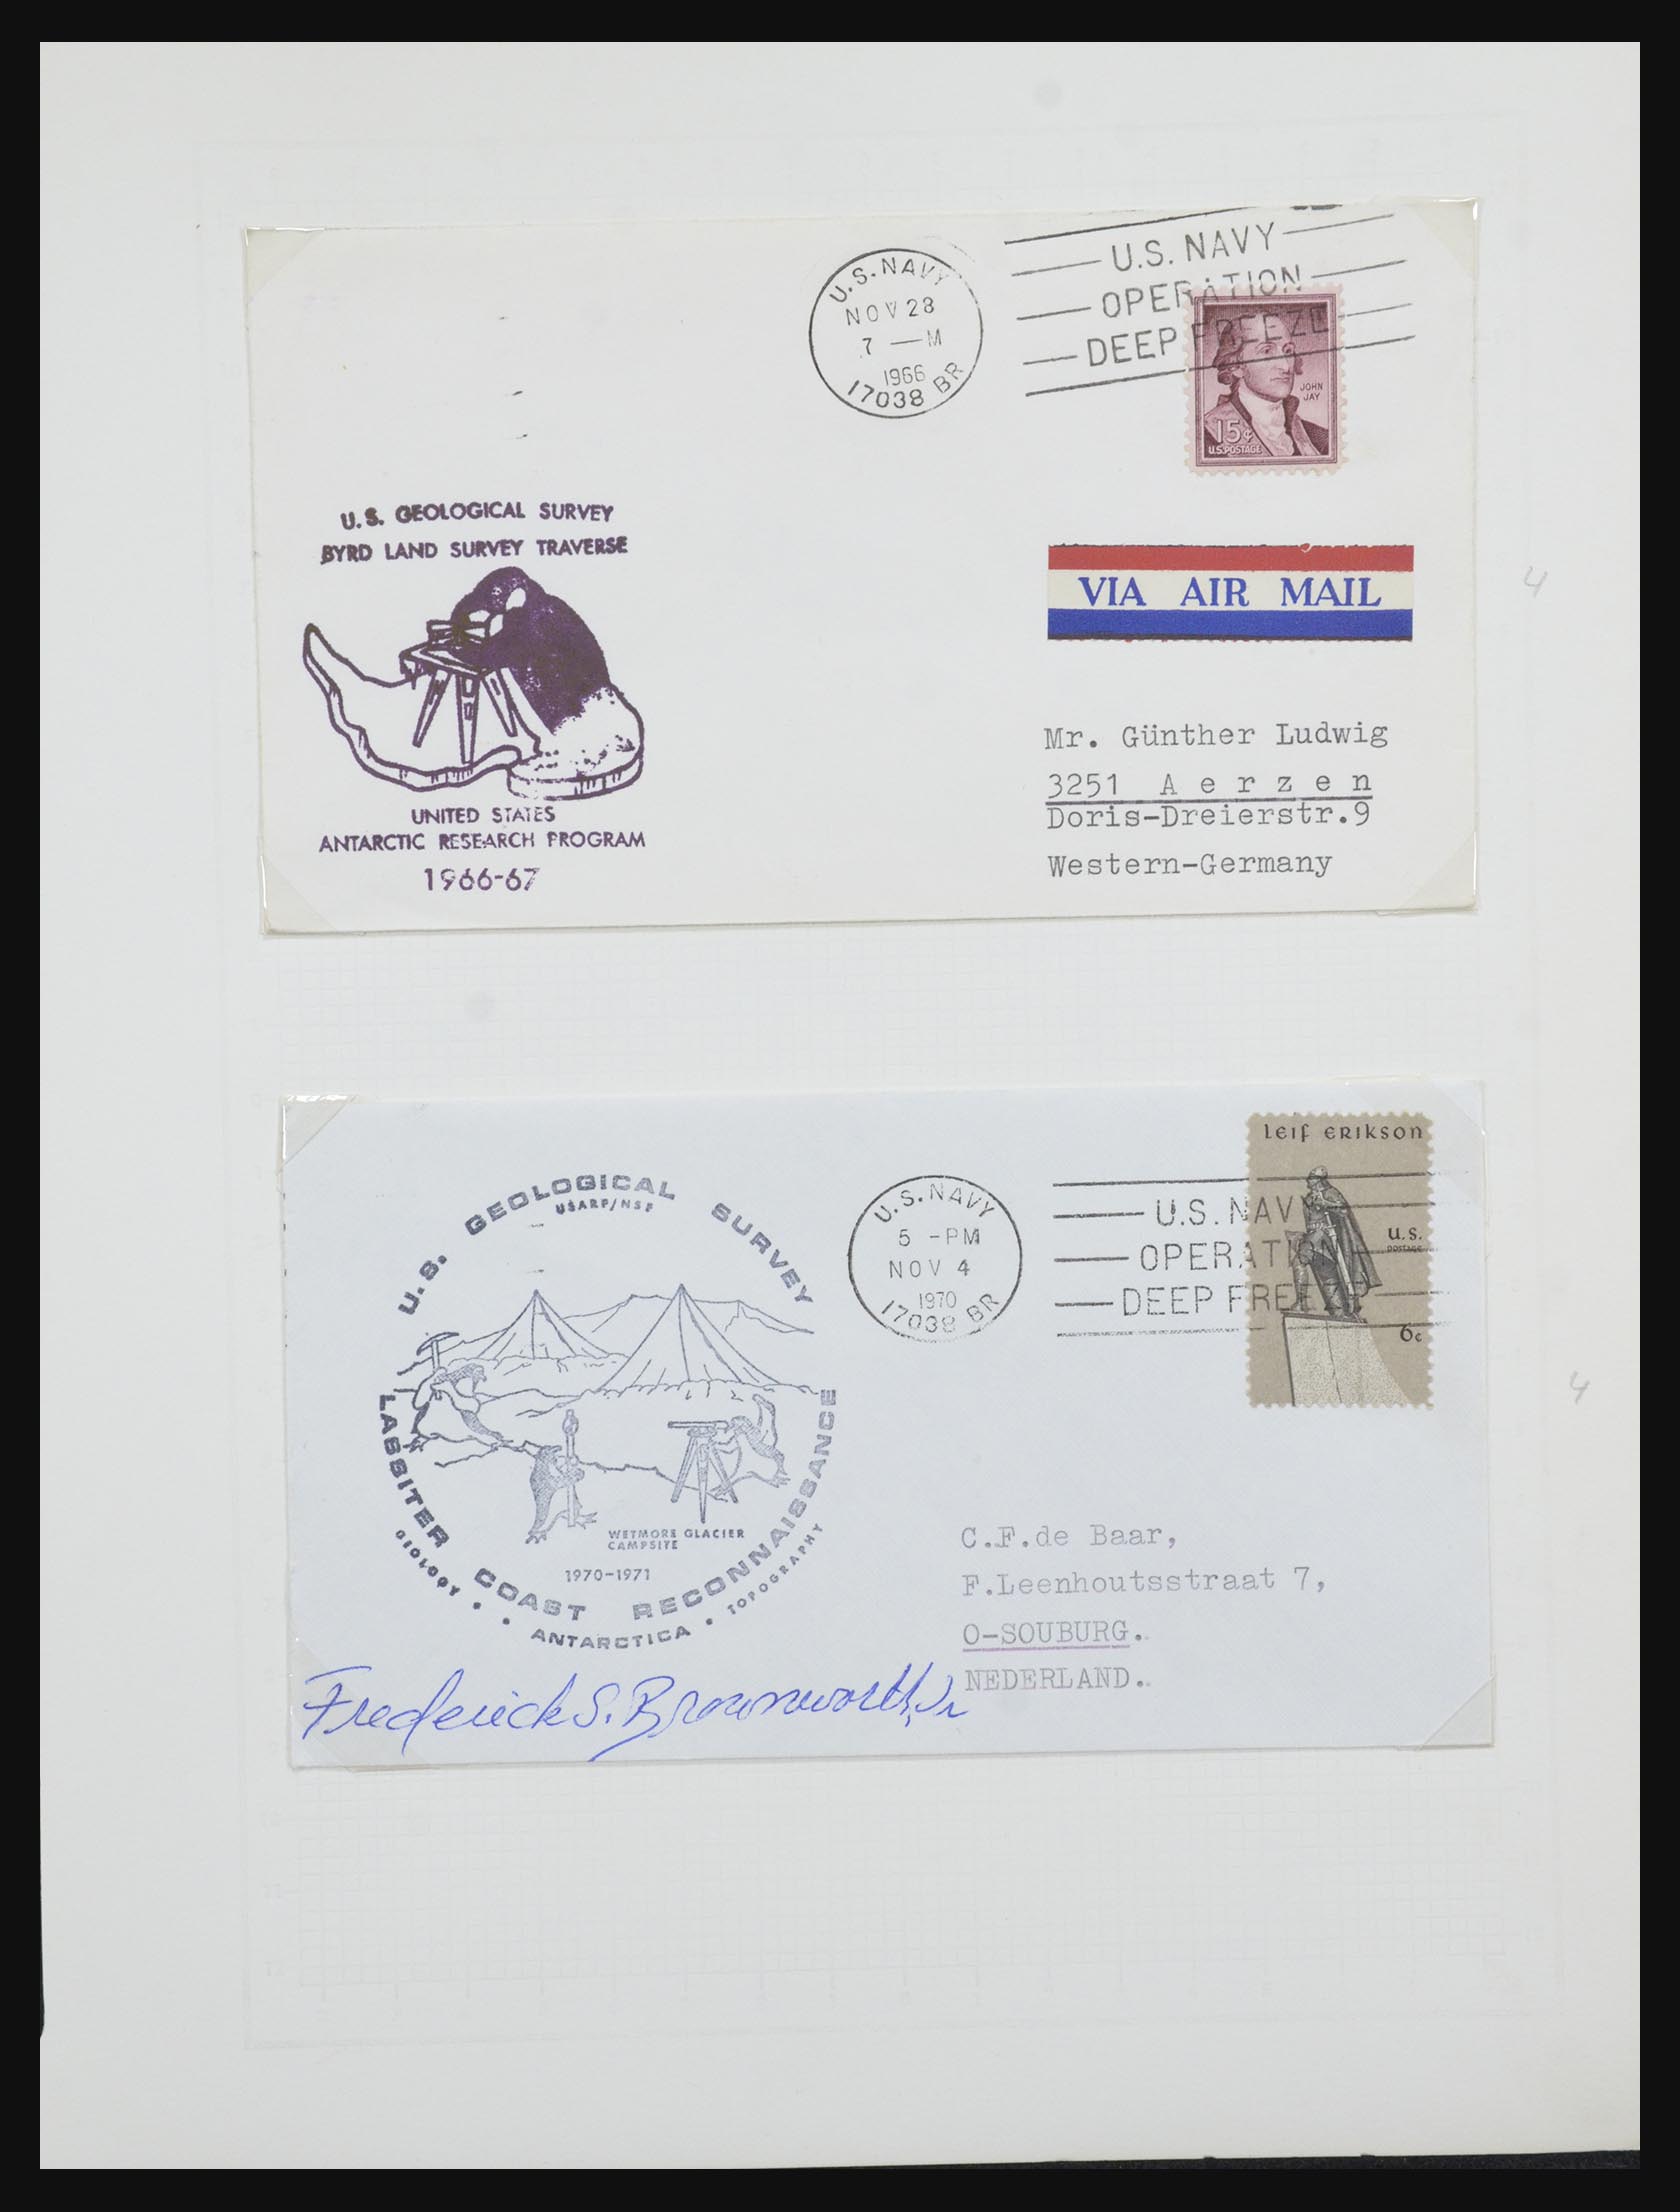 U.S. NAVY
NOV 28
7 — M
1966
17038 BR
U.S. NAVY
OPERATION
DEEP FREEZE
JOHN
JAY
15¢
U.S.POSTAGE
U.S. GEOLOGICAL SURVEY
BYRD LAND SURVEY TRAVERSE
UNITED STATES
ANTARCTIC RESEARCH PROGRAM
1966-67
VIA AIR MAIL
4
Mr. Günther Ludwig
3251 A e r z e n
Doris-Dreierstr.9
Western-Germany
U.S. GEOLOGICAL SURVEY
USARP/NSF
LASSITER COAST RECONNAISSANCE
GEOLOGY • • ANTARCTICA • TOPOGRAPHY
WETMORE GLACIER
CAMPSITE
1970-1971
U.S. NAVY
5 -PM
NOV 4
1970
17038 BR
U.S. NAVY
OPERATION
DEEP FREEZE
LEIF ERIKSON
U.S.
POSTAGE
6c
4
C.F.de Baar,
F.Leenhoutsstraat 7,
O-SOUBURG.
NEDERLAND.
Frederick S. Brownworth, Jr